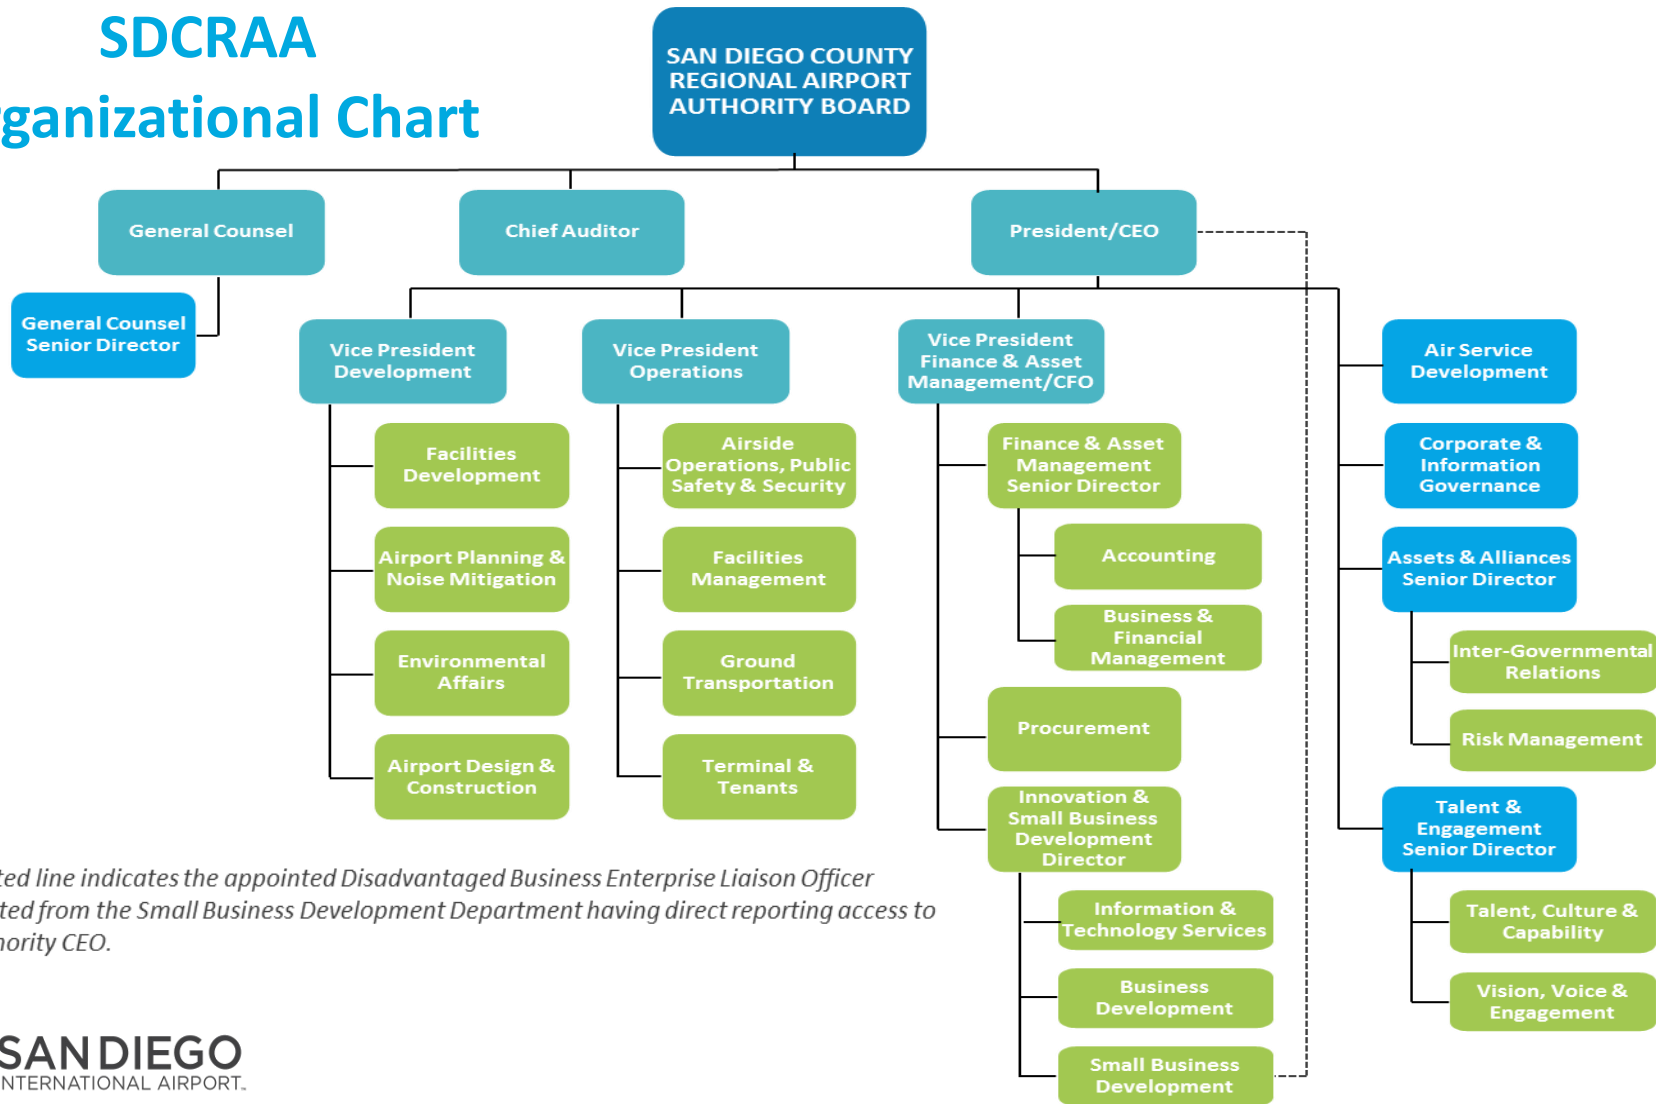 SDCRAA
ganizational Chart
SAN DIEGO COUNTY
REGIONAL AIRPORT
AUTHORITY BOARD
General Counsel
Chief Auditor
President/CEO
General Counsel
Senior Director
Vice President
Development
Vice President
Operations
Vice President
Finance & Asset
Management/CFO
Air Service
Development
Facilities
Development
Airside
Operations, Public
Safety & Security
Finance & Asset
Management
Senior Director
Corporate &
Information
Governance
Airport Planning &
Noise Mitigation
Facilities
Management
Accounting
Assets & Alliances
Senior Director
Business &
Financial
Management
Environmental
Affairs
Ground
Transportation
Inter-Governmental
Relations
Procurement
Risk Management
Airport Design &
Construction
Terminal &
Tenants
Innovation &
Small Business
Development
Director
Talent &
Engagement
Senior Director
ted line indicates the appointed Disadvantaged Business Enterprise Liaison Officer
ted from the Small Business Development Department having direct reporting access to
hority CEO.
Information &
Technology Services
Talent, Culture &
Capability
Business
Development
Vision, Voice &
Engagement
Small Business
Development
SAN DIEGO
INTERNATIONAL AIRPORT™